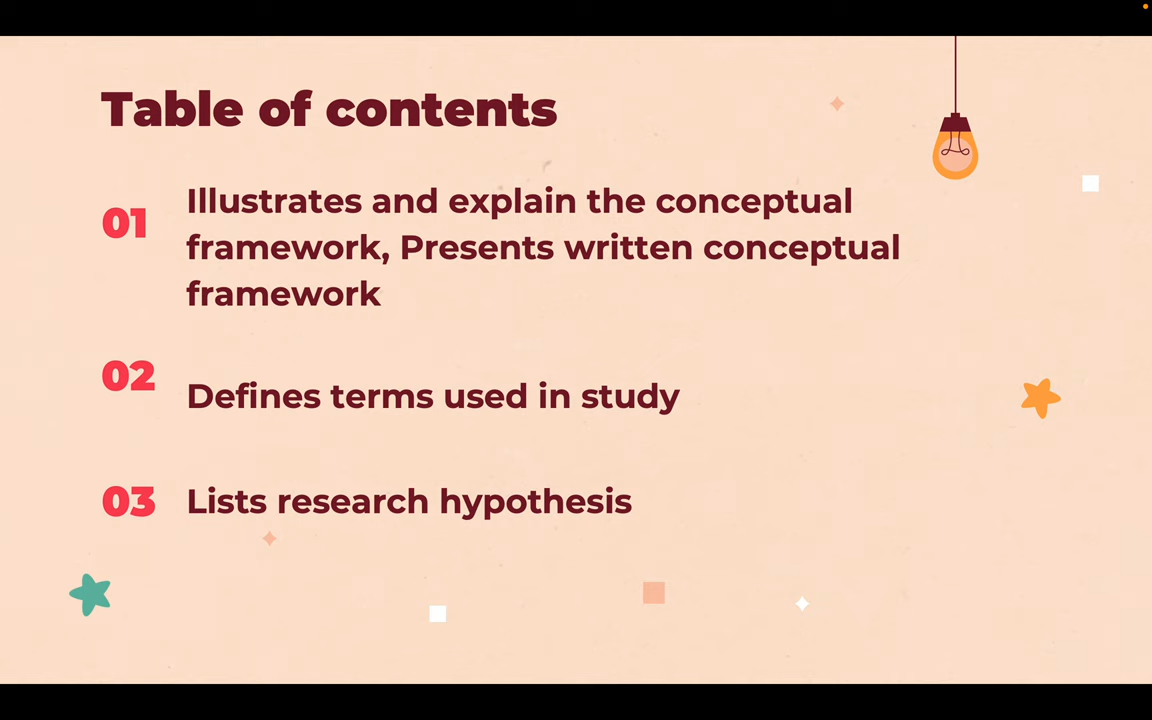 Table of contents
01
Illustrates and explain the conceptual
framework, Presents written conceptual
framework
02
Defines terms used in study
03
Lists research hypothesis